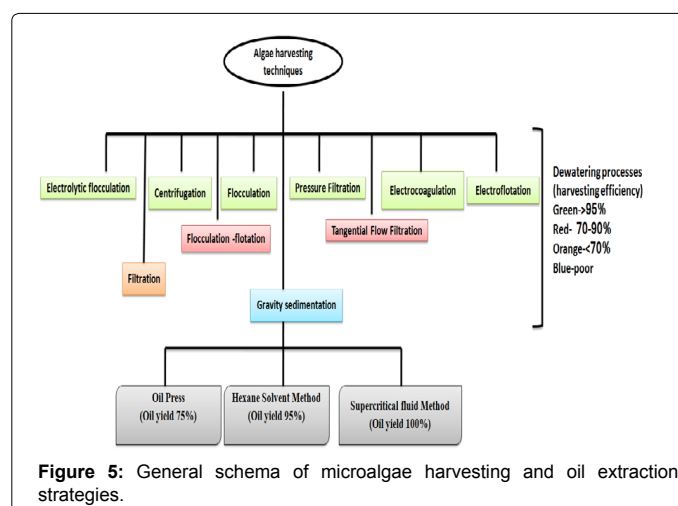 Algae harvesting
techniques
Electrolytic flocculation
Centrifugation
Flocculation
Pressure Filtration
Electrocoagulation
Electroflotation
Flocculation -flotation
Tangential Flow Filtration
Filtration
Gravity sedimentation
Dewatering processes
(harvesting efficiency)
Green->95%
Red- 70-90%
Orange-<70%
Blue-poor
Oil Press
(Oil yield 75%)
Hexane Solvent Method
(Oil yield 95%)
Supercritical fluid Method
(Oil yield 100%)
Figure 5: General schema of microalgae harvesting and oil extraction
strategies.